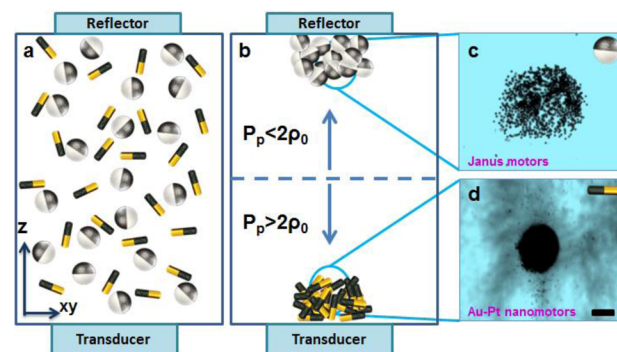 Reflector
Reflector
a
b
c
Pp<2ρ0
Janus motors
d
Pp>2ρ0
z
xy
Au-Pt nanomotors
Transducer
Transducer